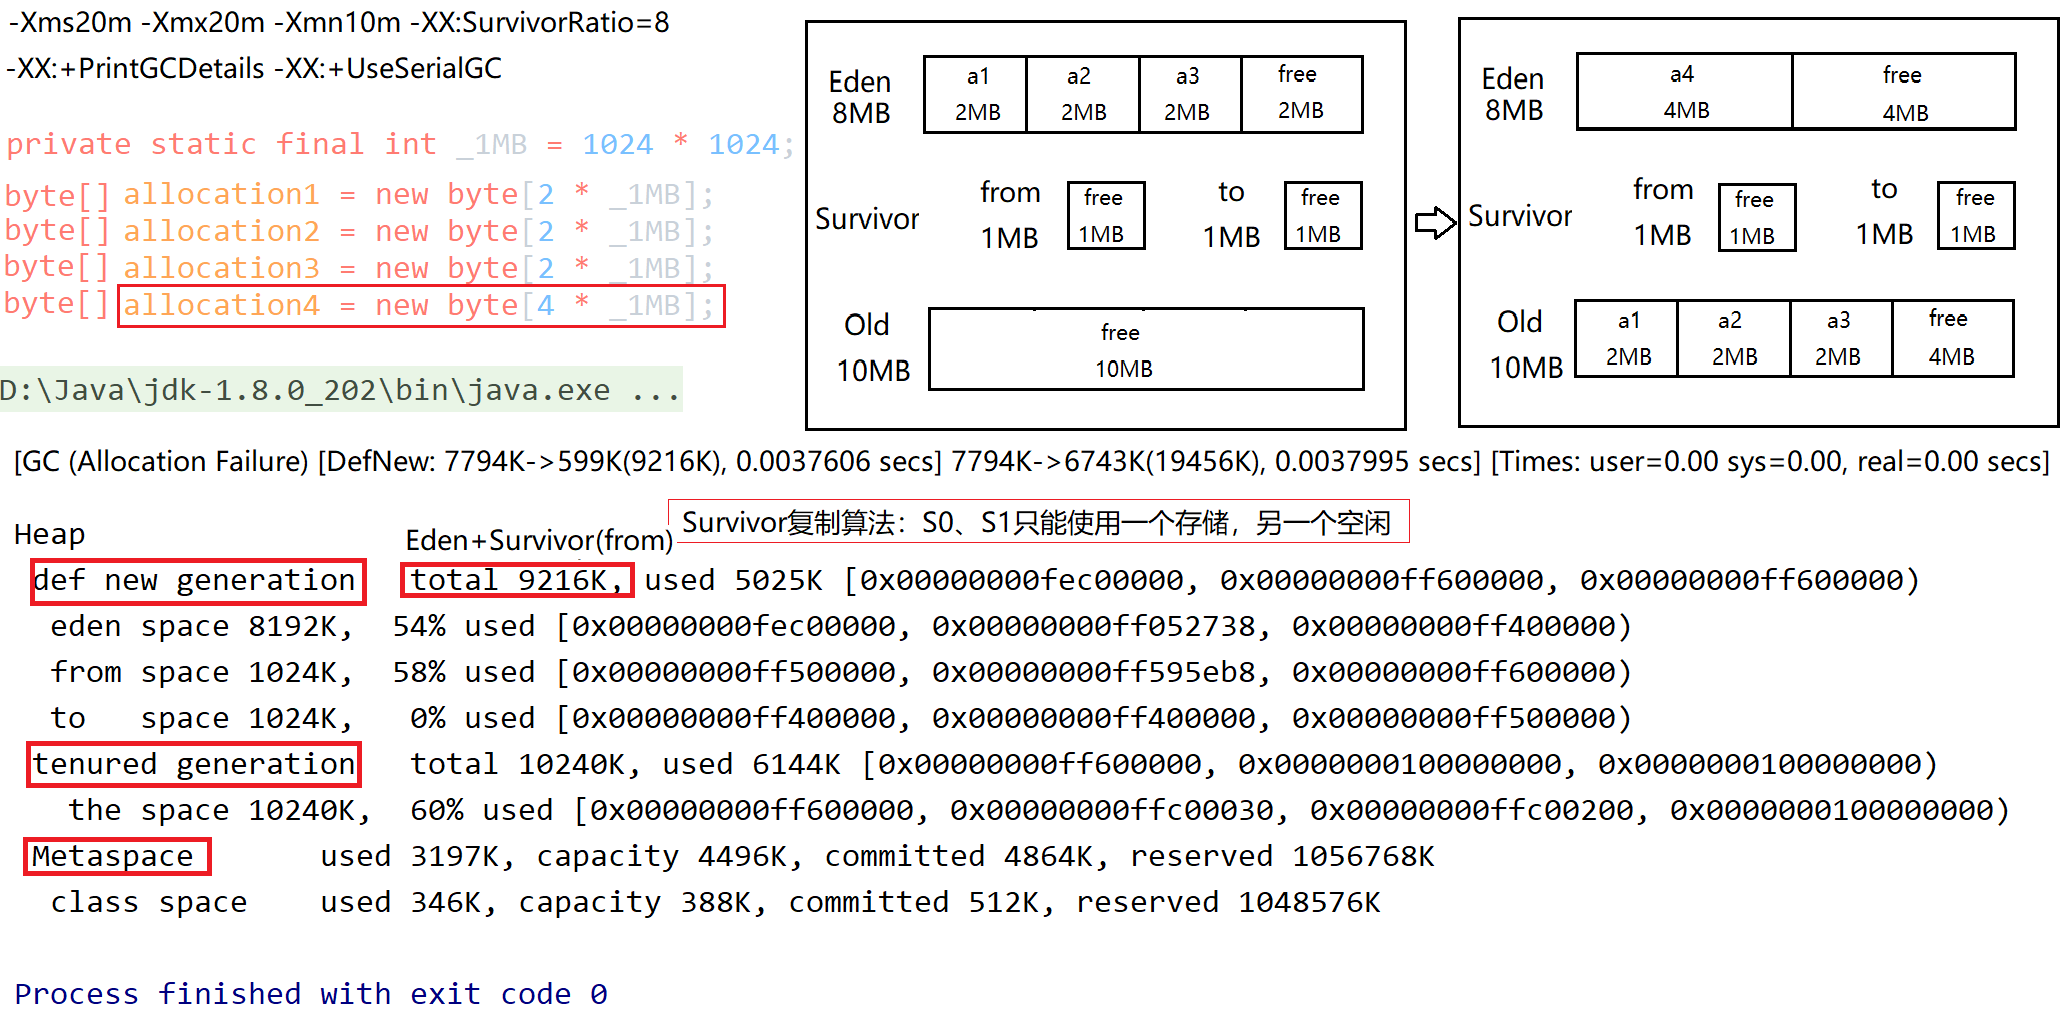 -Xms20m -Xmx20m -Xmn10m -XX:SurvivorRatio=8
-XX:+PrintGCDetails -XX:+UseSerialGC
private static final int _1MB = 1024 * 1024;
byte[] allocation1 = new byte[2 * _1MB];
byte[] allocation2 = new byte[2 * _1MB];
byte[] allocation3 = new byte[2 * _1MB];
byte[] allocation4 = new byte[4 * _1MB];
D:\Java\jdk-1.8.0_202\bin\java.exe ...
Eden
8MB
a1
2MB
a2
2MB
a3
2MB
free
2MB
Survivor
from
1MB
free
1MB
to
1MB
free
1MB
Old
10MB
free
10MB
Eden
8MB
a4
4MB
free
4MB
Survivor
from
1MB
free
1MB
to
1MB
free
1MB
Old
10MB
a1
2MB
a2
2MB
a3
2MB
free
4MB
[GC (Allocation Failure) [DefNew: 7794K->599K(9216K), 0.0037606 secs] 7794K->6743K(19456K), 0.0037995 secs] [Times: user=0.00 sys=0.00, real=0.00 secs]
Survivor复制算法：S0、S1只能使用一个存储，另一个空闲
Heap
Eden+Survivor(from)
def new generation total 9216K, used 5025K [0x00000000fec00000, 0x00000000ff600000, 0x00000000ff600000)
eden space 8192K, 54% used [0x00000000fec00000, 0x00000000ff052738, 0x00000000ff400000)
from space 1024K, 58% used [0x00000000ff500000, 0x00000000ff595eb8, 0x00000000ff600000)
to space 1024K, 0% used [0x00000000ff400000, 0x00000000ff400000, 0x00000000ff500000)
tenured generation total 10240K, used 6144K [0x00000000ff600000, 0x0000000100000000, 0x0000000100000000)
the space 10240K, 60% used [0x00000000ff600000, 0x00000000ffc00030, 0x00000000ffc00200, 0x0000000100000000)
Metaspace used 3197K, capacity 4496K, committed 4864K, reserved 1056768K
class space used 346K, capacity 388K, committed 512K, reserved 1048576K
Process finished with exit code 0